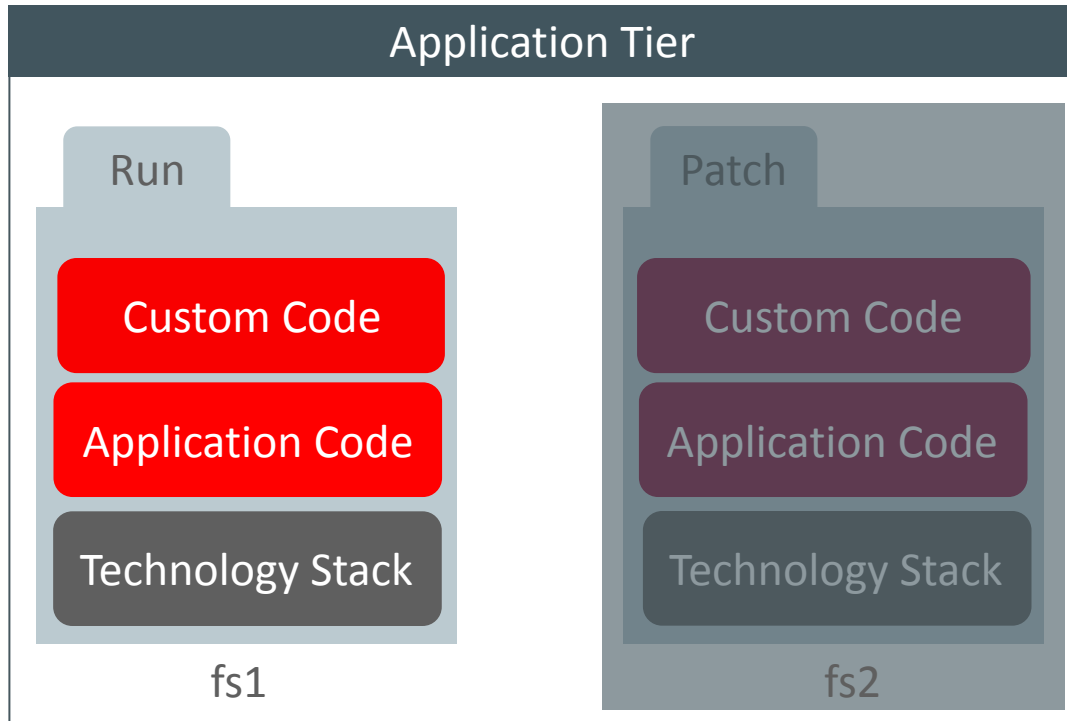 Application Tier
Run
Custom Code
Application Code
Technology Stack
fs1
Patch
Custom Code
Application Code
Technology Stack
fs2